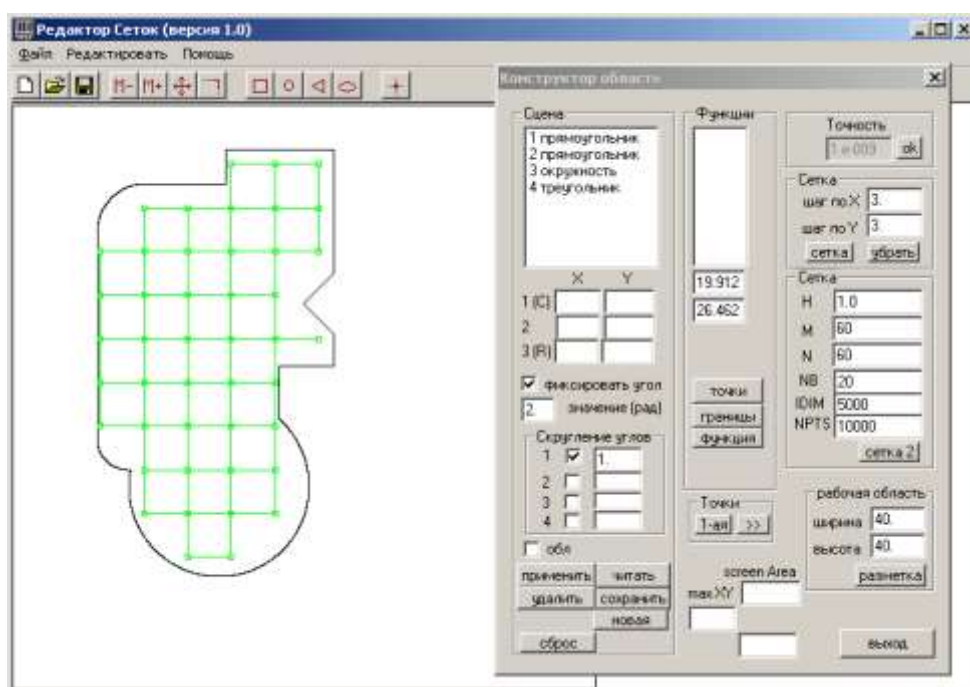 Редактор Сеток (версия 1.0)
Файл Редактировать Помощь
Конструктор области
Сцена
1 прямоугольник
2 прямоугольник
3 окружность
4 треугольник
X Y
1 (C)
2
3 (R)
фиксировать угол
2. значение (рад)
Скругление углов
1 1.
2
3
4
обл
применить читать
удалить сохранить
новая
сброс
Функции
19.912
26.462
точки
границы
функция
Точки
1-ая >>
screen Area
max XY
Точность
1.e-009 ok
Сетка
шаг по X 3.
шаг по Y 3.
сетка убрать
Сетка
H 1.0
M 60
N 60
NB 20
IDIM 5000
NPTS 10000
сетка 2
рабочая область
ширина 40.
высота 40.
разметка
выход